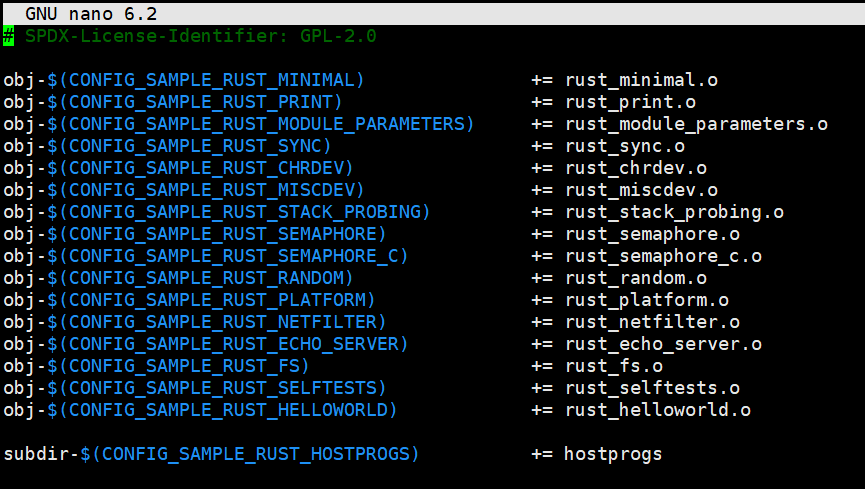 GNU nano 6.2
# SPDX-License-Identifier: GPL-2.0
obj-$(CONFIG_SAMPLE_RUST_MINIMAL) += rust_minimal.o
obj-$(CONFIG_SAMPLE_RUST_PRINT) += rust_print.o
obj-$(CONFIG_SAMPLE_RUST_MODULE_PARAMETERS) += rust_module_parameters.o
obj-$(CONFIG_SAMPLE_RUST_SYNC) += rust_sync.o
obj-$(CONFIG_SAMPLE_RUST_CHRDEV) += rust_chrdev.o
obj-$(CONFIG_SAMPLE_RUST_MISCDEV) += rust_miscdev.o
obj-$(CONFIG_SAMPLE_RUST_STACK_PROBING) += rust_stack_probing.o
obj-$(CONFIG_SAMPLE_RUST_SEMAPHORE) += rust_semaphore.o
obj-$(CONFIG_SAMPLE_RUST_SEMAPHORE_C) += rust_semaphore_c.o
obj-$(CONFIG_SAMPLE_RUST_RANDOM) += rust_random.o
obj-$(CONFIG_SAMPLE_RUST_PLATFORM) += rust_platform.o
obj-$(CONFIG_SAMPLE_RUST_NETFILTER) += rust_netfilter.o
obj-$(CONFIG_SAMPLE_RUST_ECHO_SERVER) += rust_echo_server.o
obj-$(CONFIG_SAMPLE_RUST_FS) += rust_fs.o
obj-$(CONFIG_SAMPLE_RUST_SELFTESTS) += rust_selftests.o
obj-$(CONFIG_SAMPLE_RUST_HELLOWORLD) += rust_helloworld.o
subdir-$(CONFIG_SAMPLE_RUST_HOSTPROGS) += hostprogs